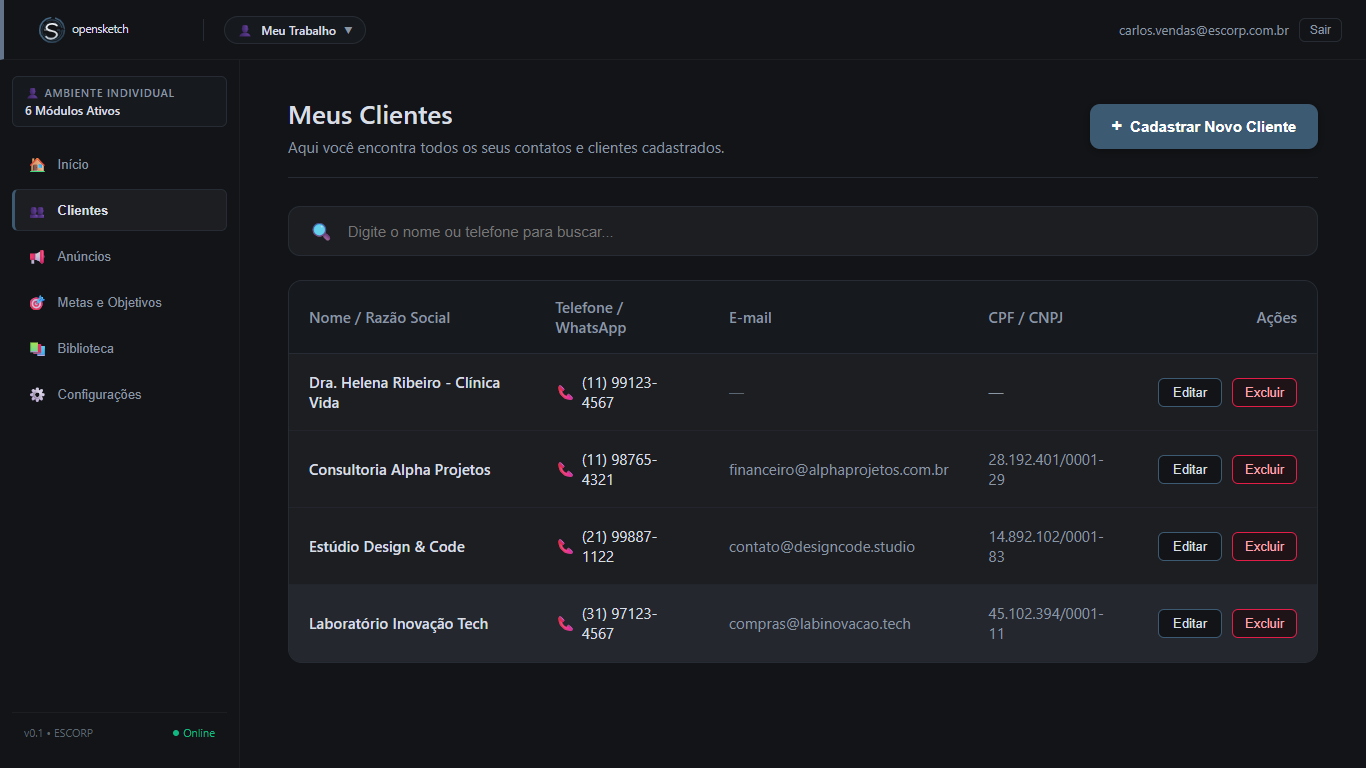 opensketch
Meu Trabalho ▼
carlos.vendas@escorp.com.br
Sair
AMBIENTE INDIVIDUAL
6 Módulos Ativos
Início
Clientes
Anúncios
Metas e Objetivos
Biblioteca
Configurações
v0.1 • ESCORP
Online
Meus Clientes
Aqui você encontra todos os seus contatos e clientes cadastrados.
+ Cadastrar Novo Cliente
Digite o nome ou telefone para buscar...
Nome / Razão Social
Telefone /
WhatsApp
E-mail
CPF / CNPJ
Ações
Dra. Helena Ribeiro - Clínica
Vida
(11) 99123-
4567
—
—
Editar
Excluir
Consultoria Alpha Projetos
(11) 98765-
4321
financeiro@alphaprojetos.com.br
28.192.401/0001-
29
Editar
Excluir
Estúdio Design & Code
(21) 99887-
1122
contato@designcode.studio
14.892.102/0001-
83
Editar
Excluir
Laboratório Inovação Tech
(31) 97123-
4567
compras@labinovacao.tech
45.102.394/0001-
11
Editar
Excluir